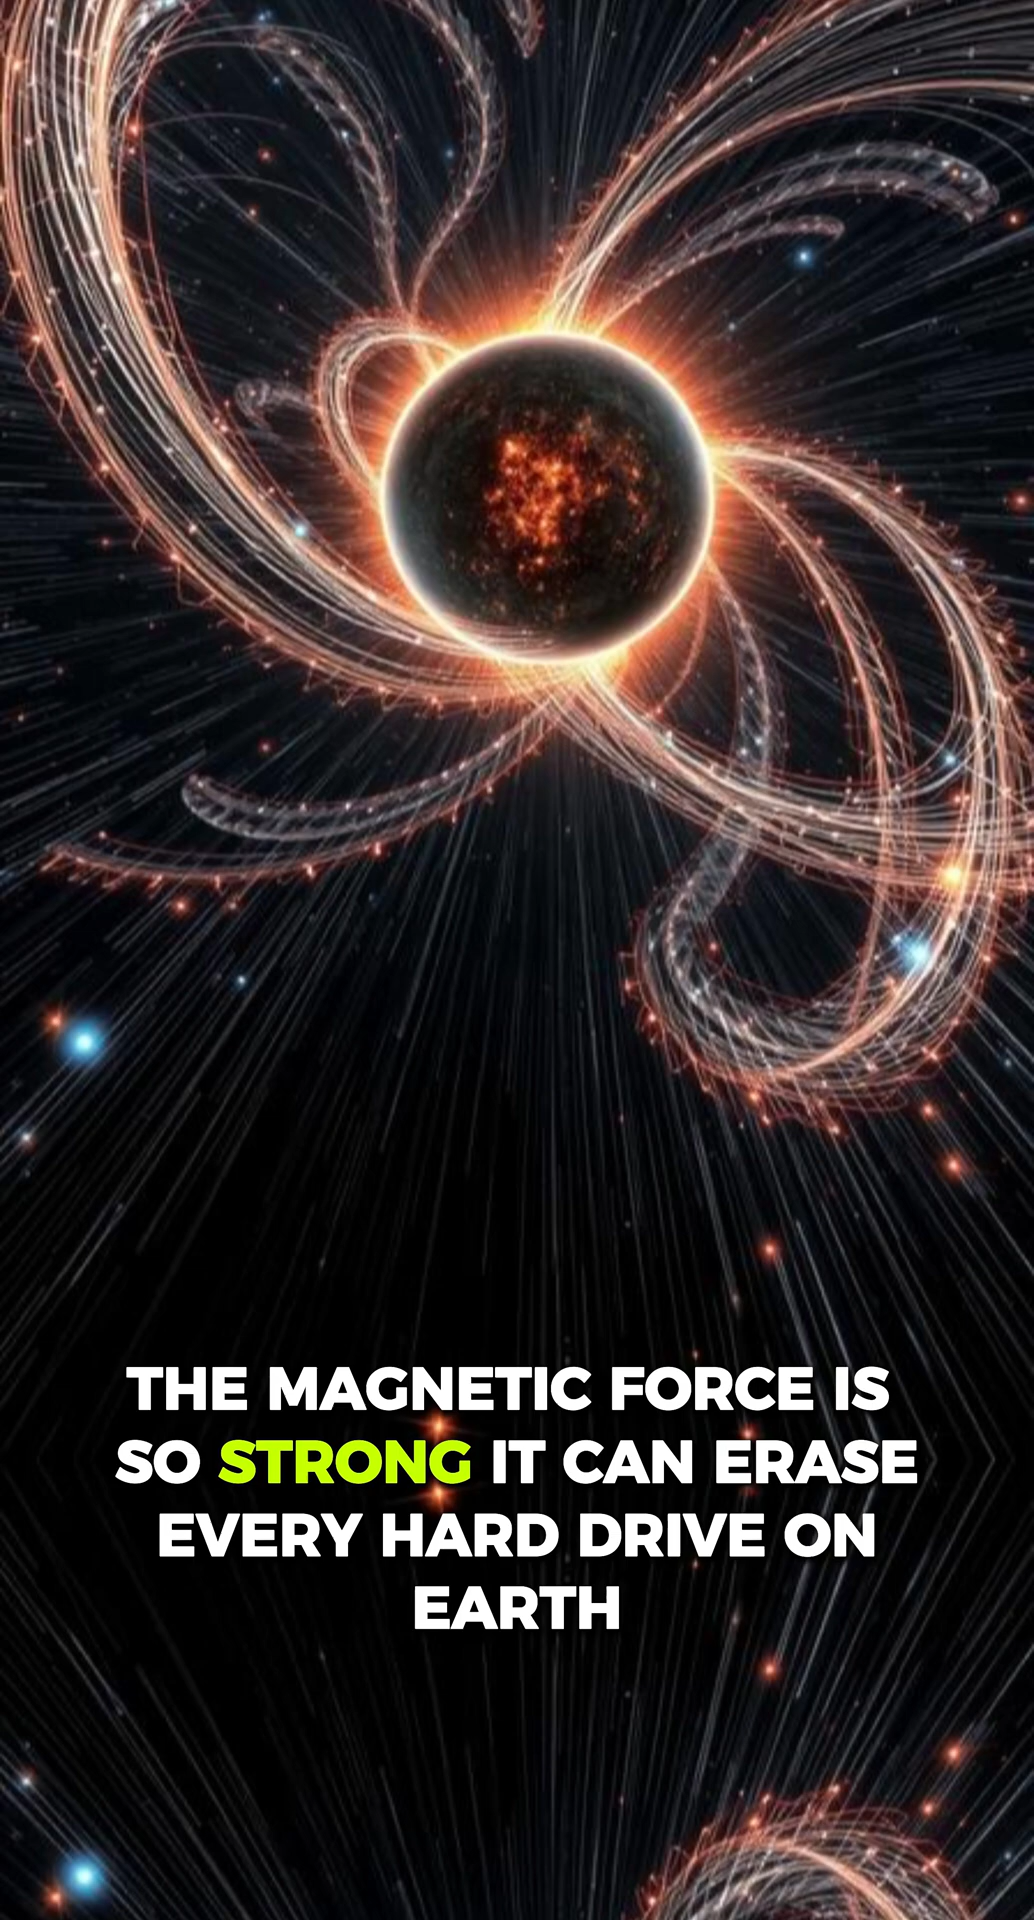 THE MAGNETIC FORCE IS
SO STRONG IT CAN ERASE
EVERY HARD DRIVE ON
EARTH